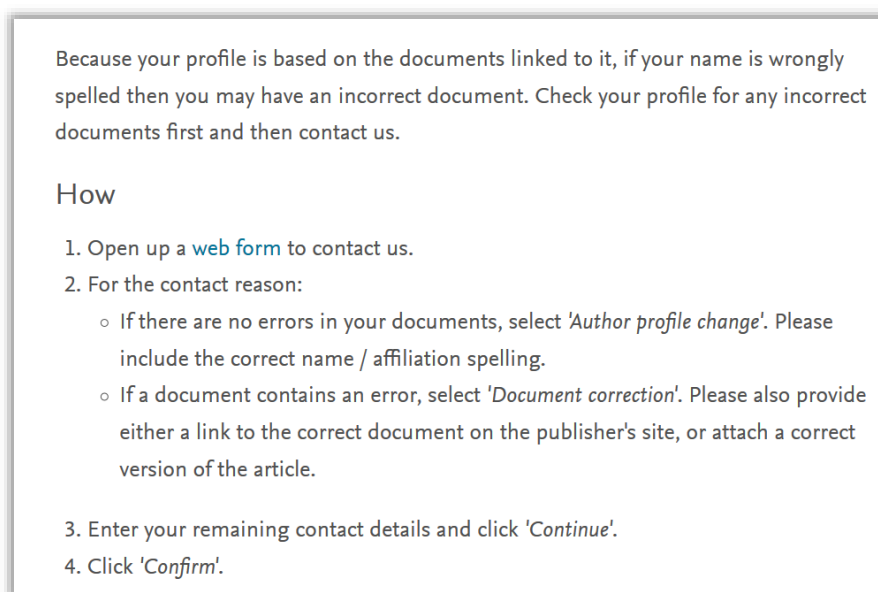 Because your profile is based on the documents linked to it, if your name is wrongly
spelled then you may have an incorrect document. Check your profile for any incorrect
documents first and then contact us.
How
1. Open up a web form to contact us.
2. For the contact reason:
◦ If there are no errors in your documents, select 'Author profile change'. Please
include the correct name / affiliation spelling.
◦ If a document contains an error, select 'Document correction'. Please also provide
either a link to the correct document on the publisher's site, or attach a correct
version of the article.
3. Enter your remaining contact details and click 'Continue'.
4. Click 'Confirm'.